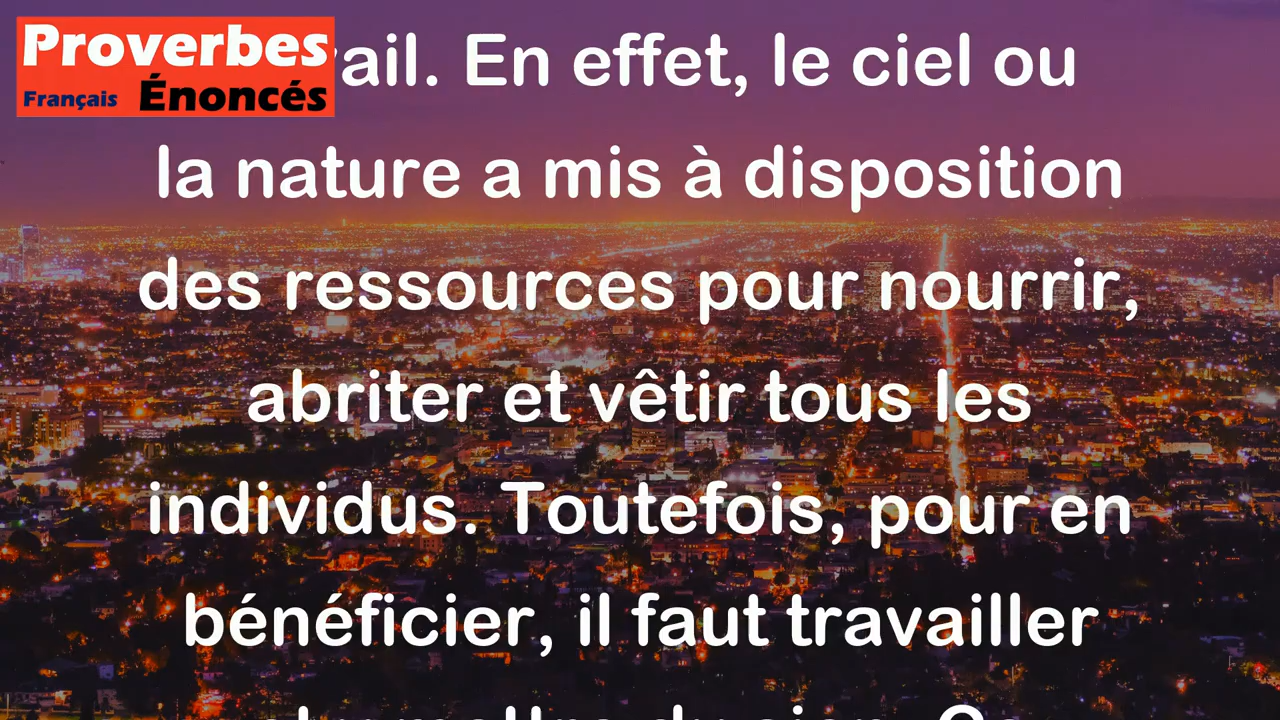 Proverbes
Français Énoncés
ail. En effet, le ciel ou
la nature a mis à disposition
des ressources pour nourrir,
abriter et vêtir tous les
individus. Toutefois, pour en
bénéficier, il faut travailler